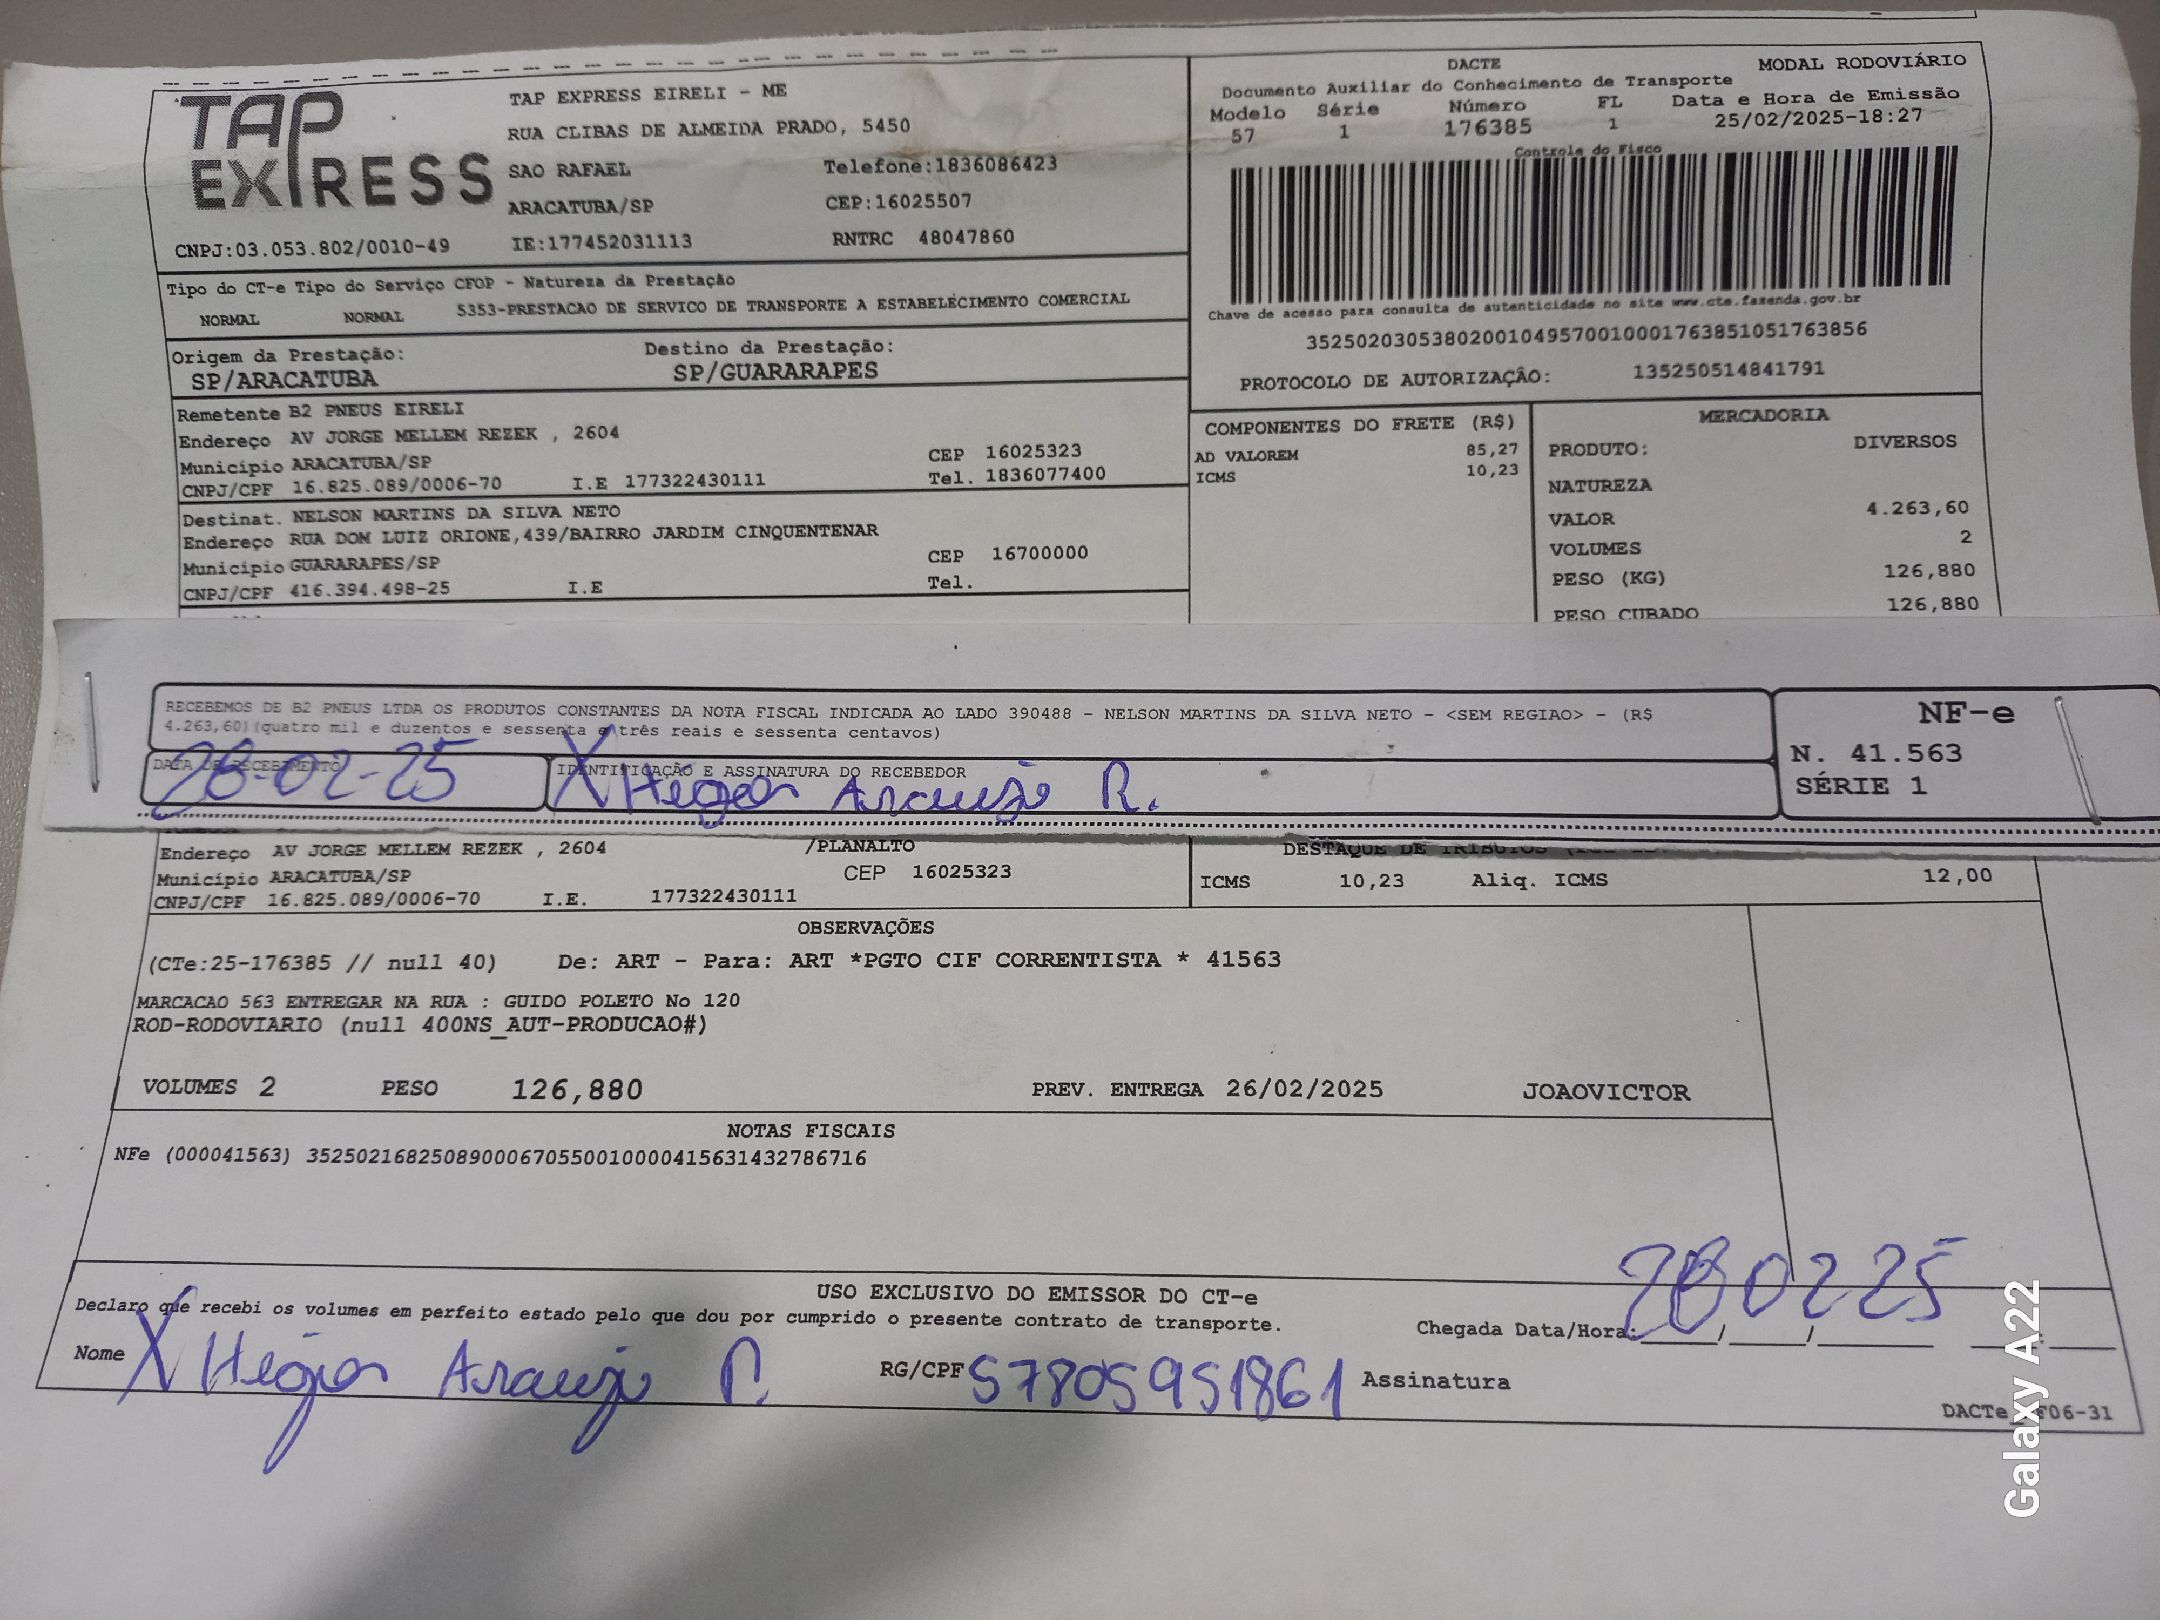 TAP EXPRESS
TAP EXPRESS EIRELI - ME
RUA CLIBAS DE ALMEIDA PRADO, 5450
SAO RAFAEL Telefone:1836086423
ARACATUBA/SP CEP:16025507
CNPJ:03.053.802/0010-49 IE:177452031113 RNTRC 48047860
DACTE MODAL RODOVIÁRIO
Documento Auxiliar do Conhecimento de Transporte
Modelo Série Número FL Data e Hora de Emissão
57 1 176385 1 25/02/2025-18:27
Controle do Fisco
Chave de acesso para consulta de autenticidade no site www.cte.fazenda.gov.br
35250203053802001049570010001763851051763856
PROTOCOLO DE AUTORIZAÇÃO: 135250514841791
Tipo do CT-e Tipo do Serviço CFOP - Natureza da Prestação
NORMAL NORMAL 5353-PRESTACAO DE SERVICO DE TRANSPORTE A ESTABELECIMENTO COMERCIAL
Origem da Prestação: Destino da Prestação:
SP/ARACATUBA SP/GUARARAPES
Remetente B2 PNEUS EIRELI
Endereço AV JORGE MELLEM REZEK , 2604
Município ARACATUBA/SP CEP 16025323
CNPJ/CPF 16.825.089/0006-70 I.E 177322430111 Tel. 1836077400
Destinat. NELSON MARTINS DA SILVA NETO
Endereço RUA DOM LUIZ ORIONE,439/BAIRRO JARDIM CINQUENTENAR
Município GUARARAPES/SP CEP 16700000
CNPJ/CPF 416.394.498-25 I.E Tel.
COMPONENTES DO FRETE (R$)
AD VALOREM 85,27
ICMS 10,23
MERCADORIA
PRODUTO: DIVERSOS
NATUREZA
VALOR 4.263,60
VOLUMES 2
PESO (KG) 126,880
PESO CUBADO 126,880
RECEBEMOS DE B2 PNEUS LTDA OS PRODUTOS CONSTANTES DA NOTA FISCAL INDICADA AO LADO 390488 - NELSON MARTINS DA SILVA NETO - <SEM REGIAO> - (R$
4.263,60)(quatro mil e duzentos e sessenta e três reais e sessenta centavos)
DATA DE RECEBIMENTO IDENTIFICAÇÃO E ASSINATURA DO RECEBEDOR
28-02-25 X Araujo R.
NF-e
N. 41.563
SÉRIE 1
Endereço AV JORGE MELLEM REZEK , 2604 /PLANALTO
Município ARACATUBA/SP CEP 16025323
CNPJ/CPF 16.825.089/0006-70 I.E. 177322430111
DESTAQUE DE TRIBUTOS
ICMS 10,23 Aliq. ICMS 12,00
OBSERVAÇÕES
(CTe:25-176385 // null 40) De: ART - Para: ART *PGTO CIF CORRENTISTA * 41563
MARCACAO 563 ENTREGAR NA RUA : GUIDO POLETO No 120
ROD-RODOVIARIO (null 400NS_AUT-PRODUCAO#)
VOLUMES 2 PESO 126,880 PREV. ENTREGA 26/02/2025 JOAOVICTOR
NOTAS FISCAIS
NFe (000041563) 35250216825089000670550010000415631432786716
USO EXCLUSIVO DO EMISSOR DO CT-e
Declaro que recebi os volumes em perfeito estado pelo que dou por cumprido o presente contrato de transporte.
Chegada Data/Hora: 28 02 25
Nome X Araujo R. RG/CPF 57805951861 Assinatura
DACTe_F06-31
Galaxy A22